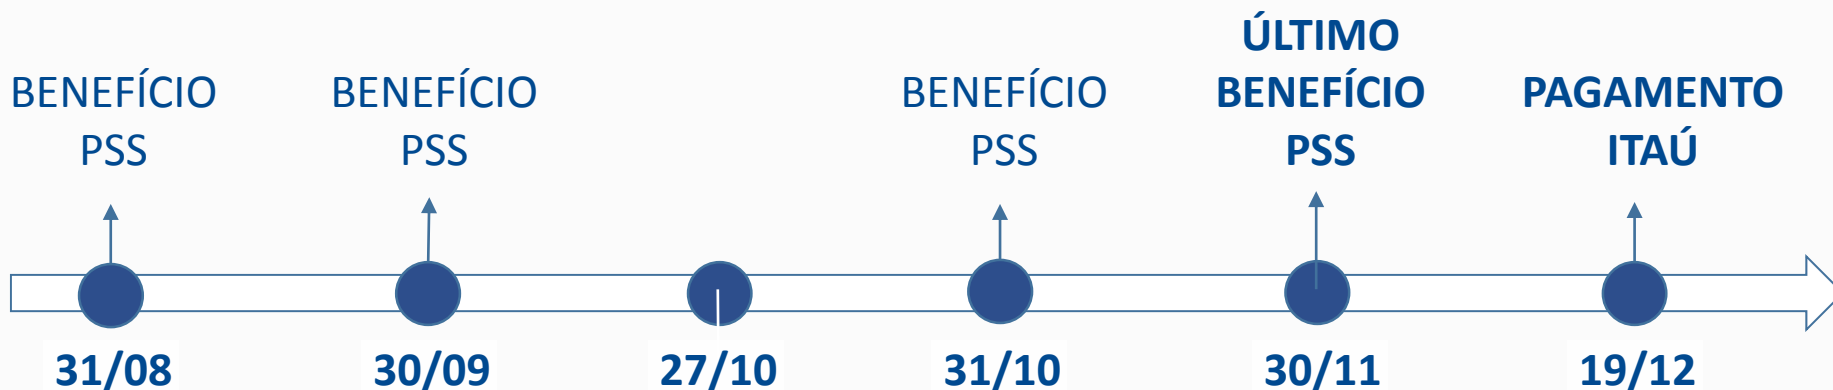 BENEFÍCIO
PSS
BENEFÍCIO
PSS
BENEFÍCIO
PSS
ÚLTIMO
BENEFÍCIO
PSS
PAGAMENTO
ITAÚ
31/08
30/09
27/10
31/10
30/11
19/12